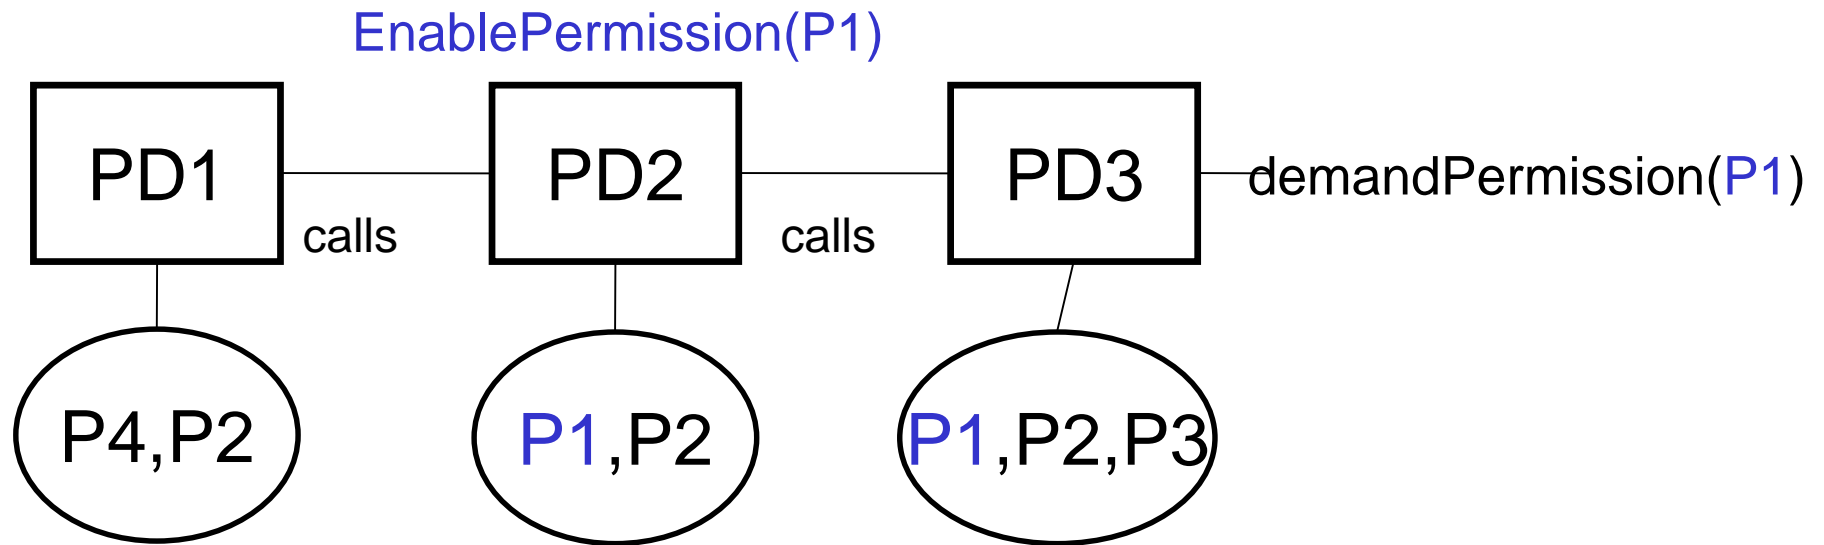 EnablePermission(P1)
PD1
PD2
PD3
demandPermission(P1)
calls
calls
P4,P2
P1,P2
P1,P2,P3